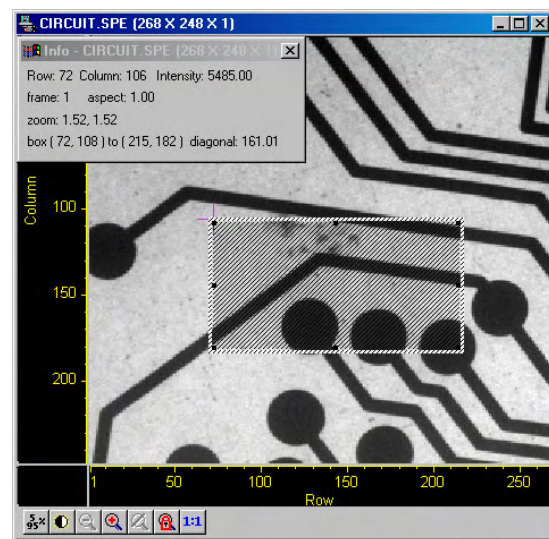 CIRCUIT.SPE (268 X 248 X 1)
Info - CIRCUIT.SPE (268 X 248 X 1)
Row: 72 Column: 106 Intensity: 5485.00
frame: 1 aspect: 1.00
zoom: 1.52, 1.52
box ( 72, 108 ) to ( 215, 182 ) diagonal: 161.01
Column
100
150
200
1 50 100 150 200 250
Row
5 95% 1:1